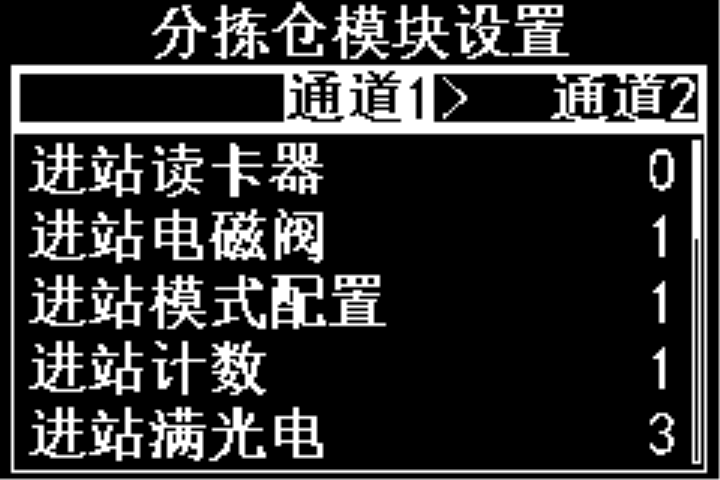 分拣仓模块设置
通道1> 通道2
进站读卡器 0
进站电磁阀 1
进站模式配置 1
进站计数 1
进站满光电 3